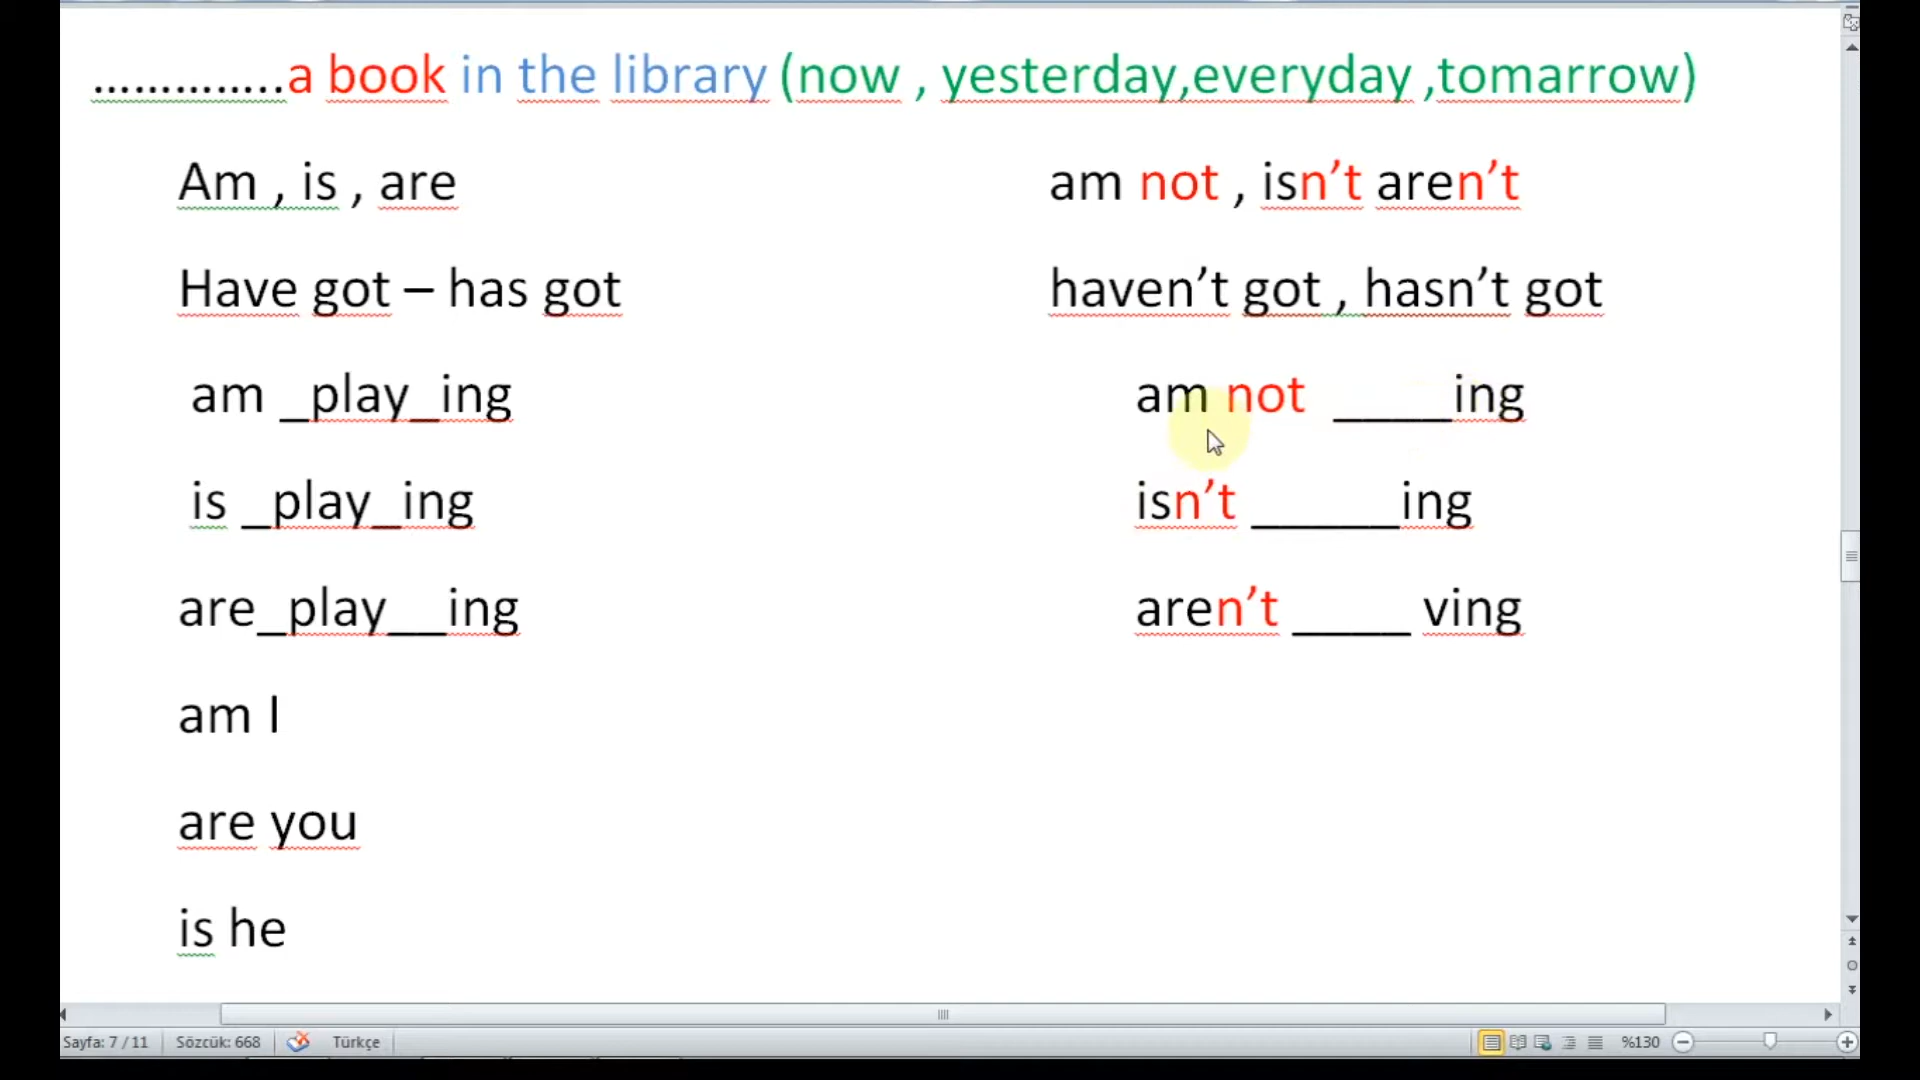 …………..a book in the library (now , yesterday,everyday ,tomarrow)
Am , is , are am not , isn’t aren’t
Have got – has got haven’t got , hasn’t got
am _play_ing am not ____ing
is _play_ing isn’t _____ing
are_play__ing aren’t ____ ving
am I
are you
is he
Sayfa: 7 / 11 Sözcük: 668 Türkçe %130